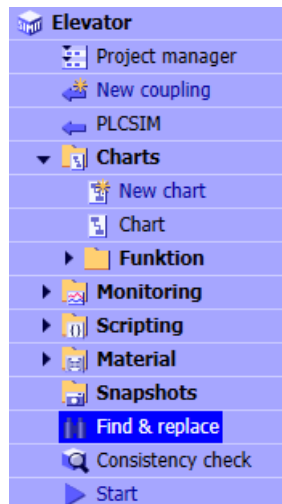 Elevator
Project manager
New coupling
PLCSIM
Charts
New chart
Chart
Funktion
Monitoring
Scripting
Material
Snapshots
Find & replace
Consistency check
Start